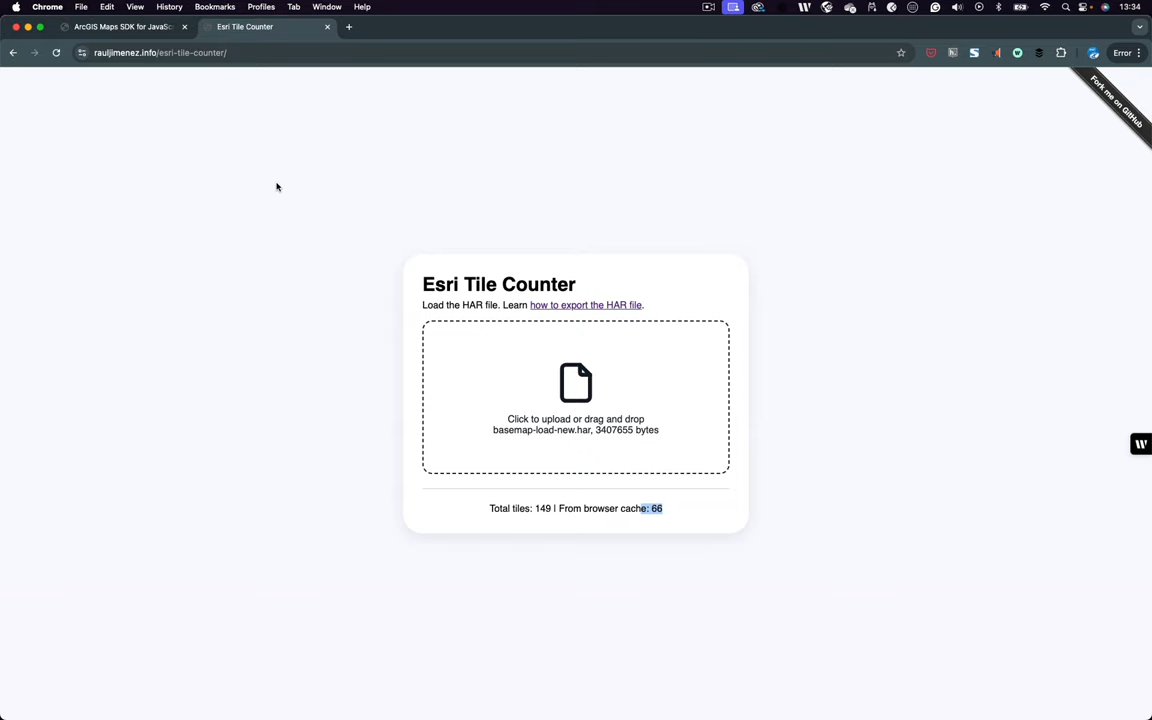 Chrome File Edit View History Bookmarks Profiles Tab Window Help 13:34
ArcGIS Maps SDK for JavaSc Esri Tile Counter
rauljimenez.info/esri-tile-counter/ Error
Fork me on GitHub
Esri Tile Counter
Load the HAR file. Learn how to export the HAR file.
Click to upload or drag and drop
basemap-load-new.har, 3407655 bytes
W
Total tiles: 149 | From browser cache: 66